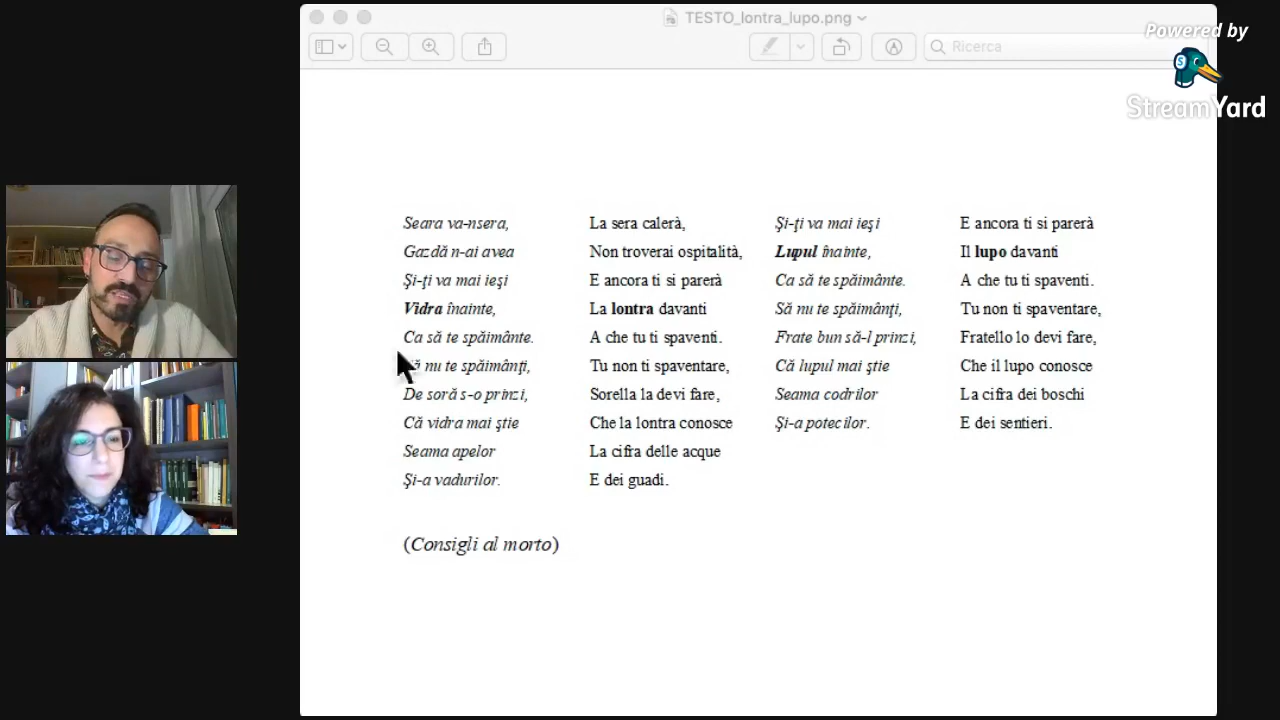 TESTO_lontra_lupo.png
Ricerca
Powered by
StreamYard
Seara va-nsera,
Gazdă n-ai avea
Şi-ţi va mai ieşi
Vidra înainte,
Ca să te spăimânte.
nu te spăimânţi,
De soră s-o prinzi,
Că vidra mai ştie
Seama apelor
Şi-a vadurilor.
La sera calerà,
Non troverai ospitalità,
E ancora ti si parerà
La lontra davanti
A che tu ti spaventi.
Tu non ti spaventare,
Sorella la devi fare,
Che la lontra conosce
La cifra delle acque
E dei guadi.
Şi-ţi va mai ieşi
Lupul înainte,
Ca să te spăimânte.
Să nu te spăimânţi,
Frate bun să-l prinzi,
Că lupul mai ştie
Seama codrilor
Şi-a potecilor.
E ancora ti si parerà
Il lupo davanti
A che tu ti spaventi.
Tu non ti spaventare,
Fratello lo devi fare,
Che il lupo conosce
La cifra dei boschi
E dei sentieri.
(Consigli al morto)